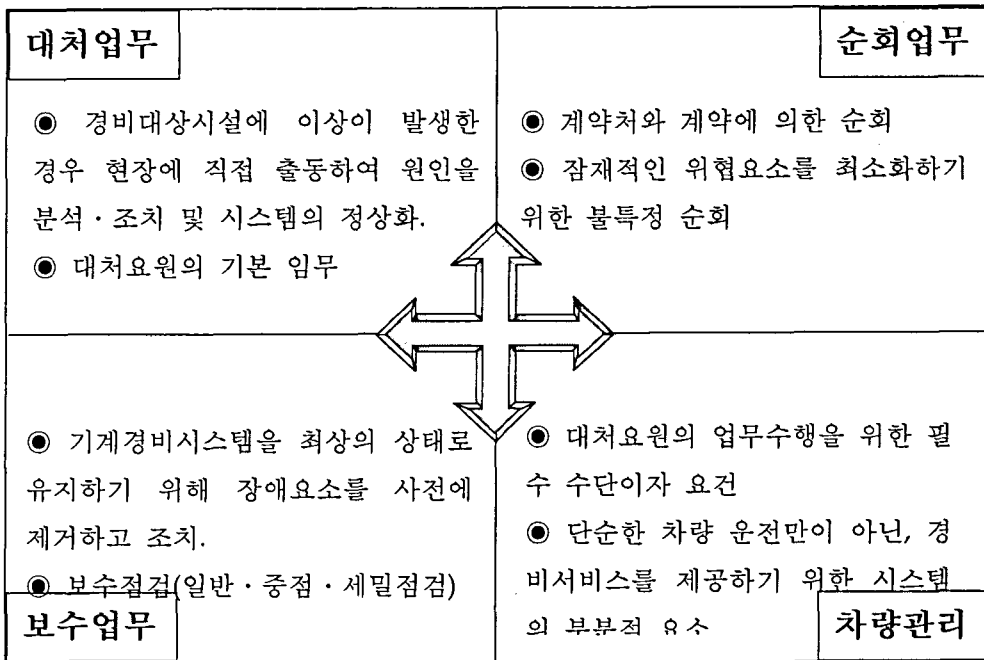 대처업무
◉ 경비대상시설에 이상이 발생한
경우 현장에 직접 출동하여 원인을
분석·조치 및 시스템의 정상화.
◉ 대처요원의 기본 임무
순회업무
◉ 계약처와 계약에 의한 순회
◉ 잠재적인 위협요소를 최소화하기
위한 불특정 순회
◉ 기계경비시스템을 최상의 상태로
유지하기 위해 장애요소를 사전에
제거하고 조치.
◉ 보수점검(일반·중점·세밀점검)
보수업무
◉ 대처요원의 업무수행을 위한 필
수 수단이자 요건
◉ 단순한 차량 운전만이 아닌, 경
비서비스를 제공하기 위한 시스템
의 부분적 요소
차량관리